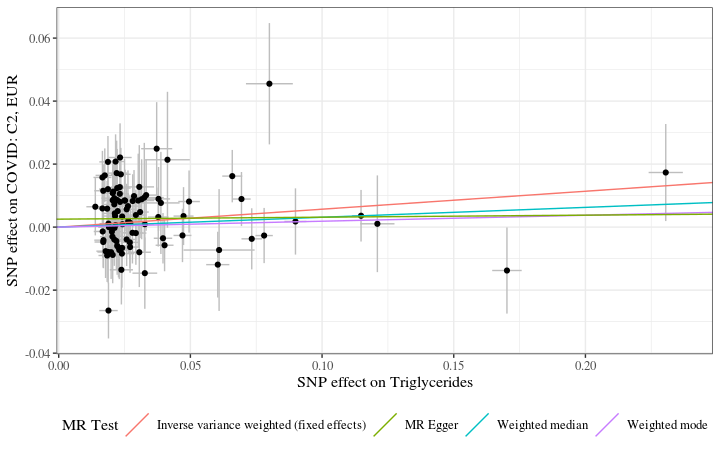 SNP effect on COVID: C2, EUR
0.06
0.04
0.02
0.00
-0.02
-0.04
0.00 0.05 0.10 0.15 0.20
SNP effect on Triglycerides
MR Test Inverse variance weighted (fixed effects) MR Egger Weighted median Weighted mode